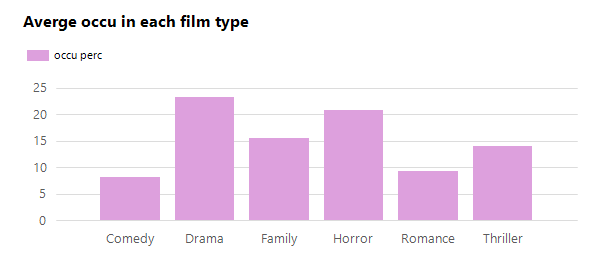 Averge occu in each film type
occu perc
25
20
15
10
5
0
Comedy Drama Family Horror Romance Thriller